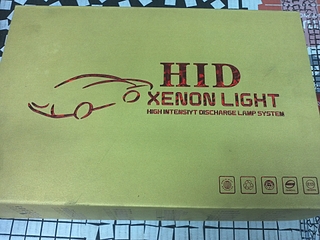 HID
XENON LIGHT
HIGH INTENSIYT DISCHARGE LAMP SYSTEM